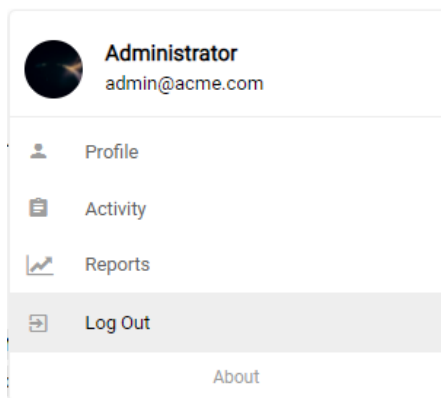 Administrator
admin@acme.com
Profile
Activity
Reports
Log Out
About